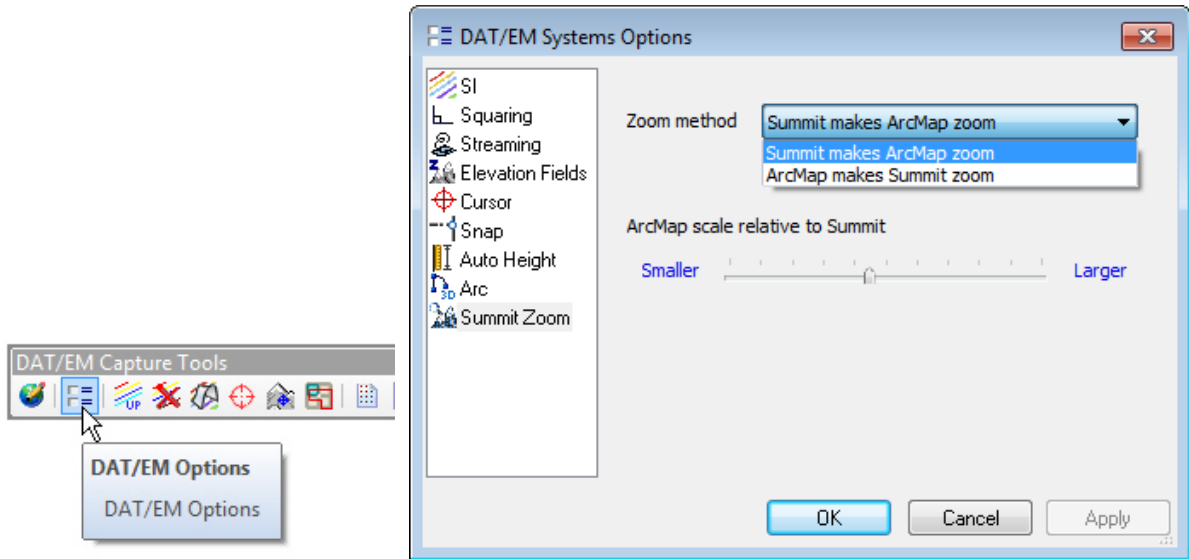 DAT/EM Systems Options
SI
Squaring
Streaming
Elevation Fields
Cursor
Snap
Auto Height
3D Arc
Summit Zoom
Zoom method Summit makes ArcMap zoom
Summit makes ArcMap zoom
ArcMap makes Summit zoom
ArcMap scale relative to Summit
Smaller Larger
OK Cancel Apply
DAT/EM Capture Tools
UP
DAT/EM Options
DAT/EM Options